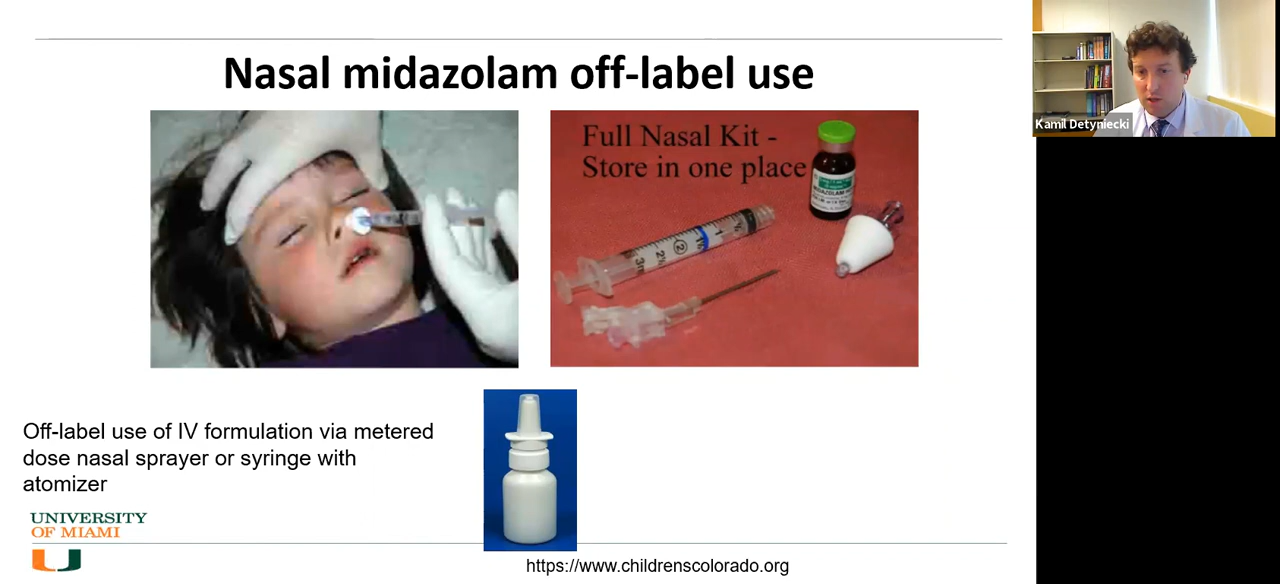 Nasal midazolam off-label use
Full Nasal Kit -
Store in one place
Kamil Detyniecki
Off-label use of IV formulation via metered
dose nasal sprayer or syringe with
atomizer
UNIVERSITY
OF MIAMI
https://www.childrenscolorado.org